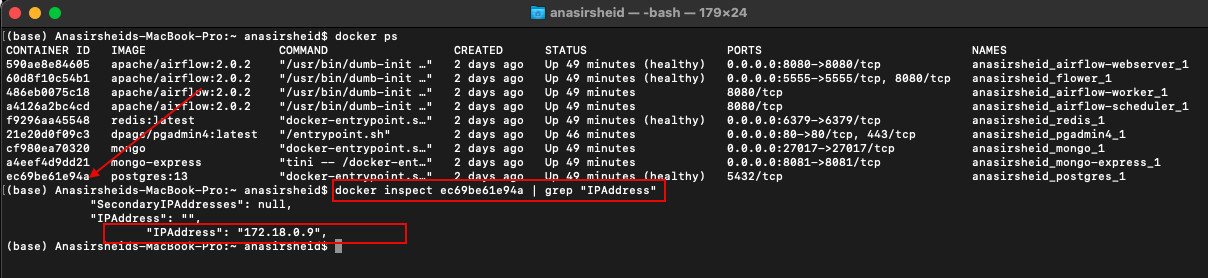 anasirsheid — -bash — 179×24
[(base) Anasirsheids-MacBook-Pro:~ anasirsheid$ docker ps
CONTAINER ID IMAGE COMMAND CREATED STATUS PORTS NAMES
590ae8e84605 apache/airflow:2.0.2 "/usr/bin/dumb-init …" 2 days ago Up 49 minutes (healthy) 0.0.0.0:8080->8080/tcp anasirsheid_airflow-webserver_1
60d8f10c54b1 apache/airflow:2.0.2 "/usr/bin/dumb-init …" 2 days ago Up 49 minutes (healthy) 0.0.0.0:5555->5555/tcp, 8080/tcp anasirsheid_flower_1
486eb0075c18 apache/airflow:2.0.2 "/usr/bin/dumb-init …" 2 days ago Up 49 minutes 8080/tcp anasirsheid_airflow-worker_1
a4126a2bc4cd apache/airflow:2.0.2 "/usr/bin/dumb-init …" 2 days ago Up 49 minutes 8080/tcp anasirsheid_airflow-scheduler_1
f9296aa45548 redis:latest "docker-entrypoint.s…" 2 days ago Up 49 minutes (healthy) 0.0.0.0:6379->6379/tcp anasirsheid_redis_1
21e20d0f09c3 dpage/pgadmin4:latest "/entrypoint.sh" 2 days ago Up 46 minutes 0.0.0.0:80->80/tcp, 443/tcp anasirsheid_pgadmin4_1
cf980ea70320 mongo "docker-entrypoint.s…" 2 days ago Up 49 minutes 0.0.0.0:27017->27017/tcp anasirsheid_mongo_1
a4eef4d9dd21 mongo-express "tini -- /docker-ent…" 2 days ago Up 49 minutes 0.0.0.0:8081->8081/tcp anasirsheid_mongo-express_1
ec69be61e94a postgres:13 "docker-entrypoint.s…" 2 days ago Up 49 minutes (healthy) 5432/tcp anasirsheid_postgres_1
[(base) Anasirsheids-MacBook-Pro:~ anasirsheid$ docker inspect ec69be61e94a | grep "IPAddress"
"SecondaryIPAddresses": null,
"IPAddress": "",
"IPAddress": "172.18.0.9",
(base) Anasirsheids-MacBook-Pro:~ anasirsheid$